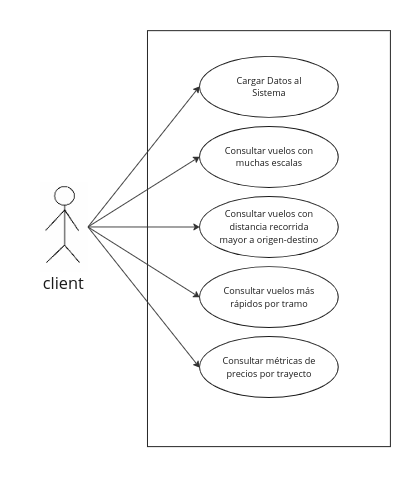 Cargar Datos al
Sistema
Consultar vuelos con
muchas escalas
Consultar vuelos con
distancia recorrida
mayor a origen-destino
Consultar vuelos más
rápidos por tramo
Consultar métricas de
precios por trayecto
client